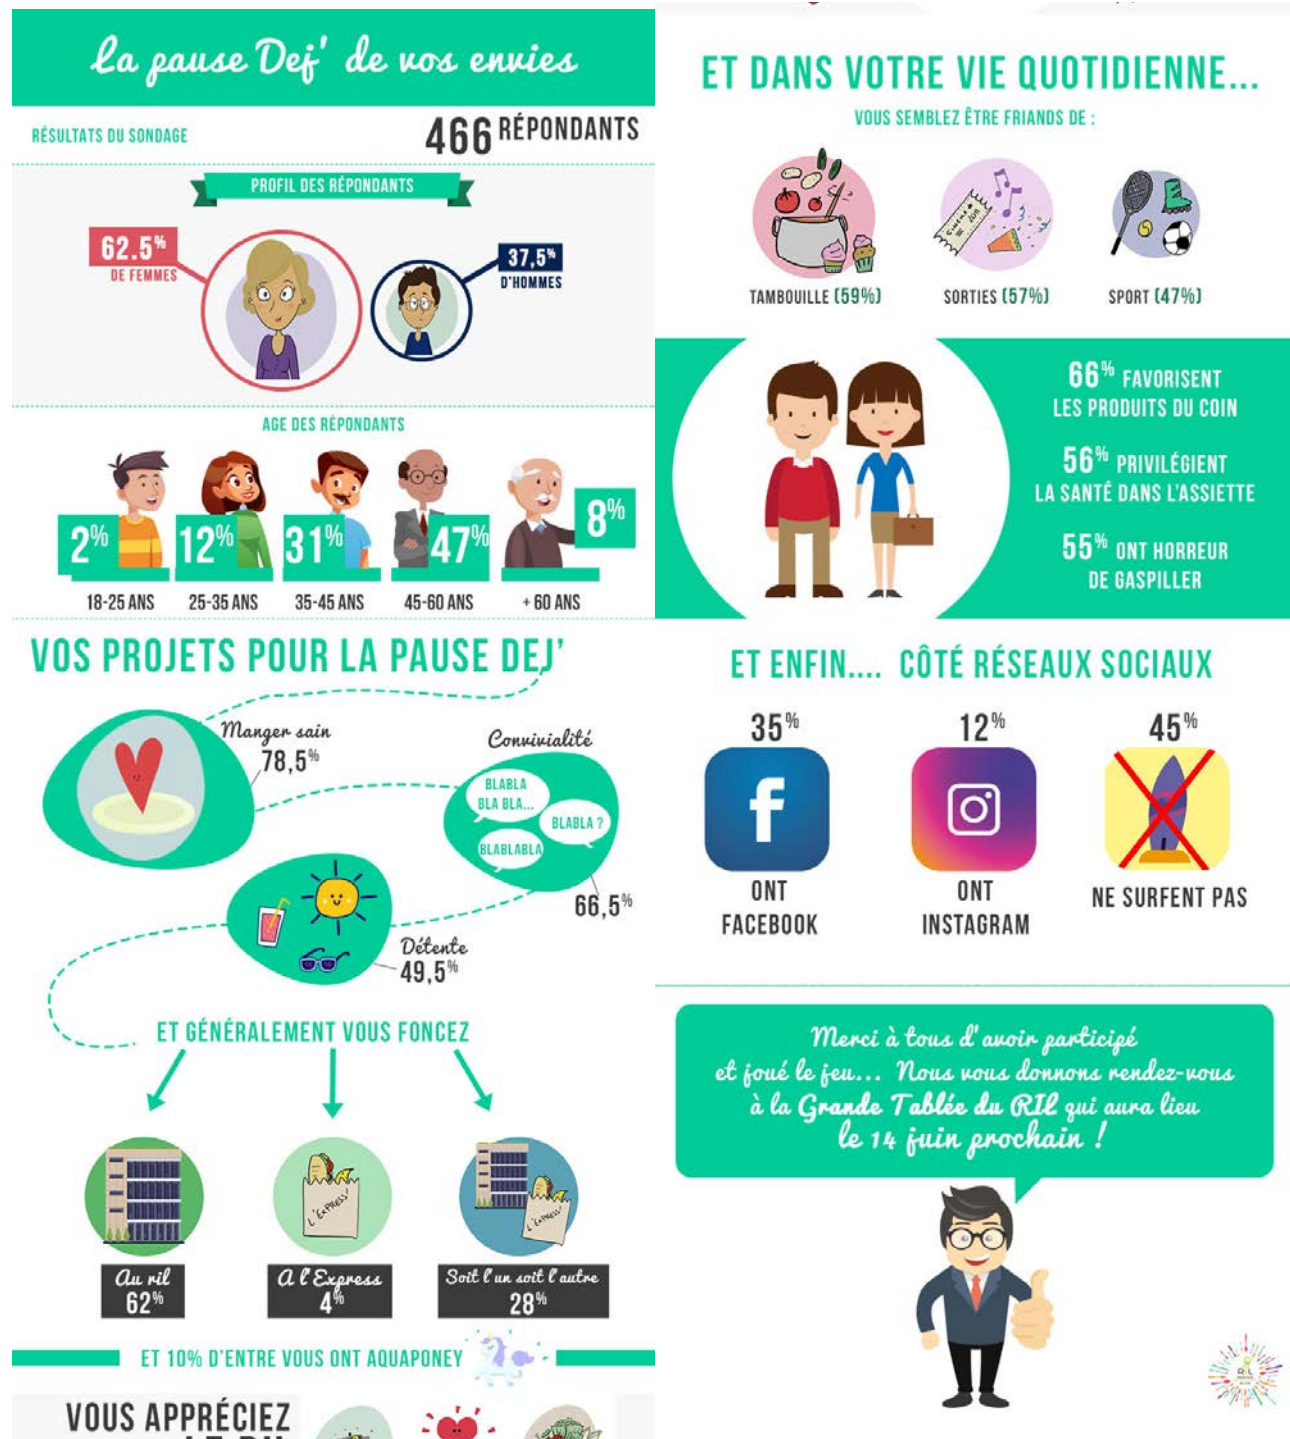 La pause Dej' de vos envies
RÉSULTATS DU SONDAGE
466 RÉPONDANTS
PROFIL DES RÉPONDANTS
62.5%
DE FEMMES
37,5%
D'HOMMES
AGE DES RÉPONDANTS
2%
12%
31%
47%
8%
18-25 ANS
25-35 ANS
35-45 ANS
45-60 ANS
+ 60 ANS
VOS PROJETS POUR LA PAUSE DEJ'
Manger sain
78,5%
Convivialité
BLABLA
BLA BLA...
BLABLA ?
BLABLABLA
66,5%
Détente
49,5%
ET GÉNÉRALEMENT VOUS FONCEZ
L'EXPRESS!
L'EXPRESS!
Au ril
62%
A l'Express
4%
Soit l'un soit l'autre
28%
ET 10% D'ENTRE VOUS ONT AQUAPONEY
VOUS APPRÉCIEZ
ET DANS VOTRE VIE QUOTIDIENNE...
VOUS SEMBLEZ ÊTRE FRIANDS DE :
CINEMA
TAMBOUILLE (59%)
SORTIES (57%)
SPORT (47%)
66% FAVORISENT
LES PRODUITS DU COIN
56% PRIVILÉGIENT
LA SANTÉ DANS L'ASSIETTE
55% ONT HORREUR
DE GASPILLER
ET ENFIN.... CÔTÉ RÉSEAUX SOCIAUX
35%
12%
45%
f
ONT
FACEBOOK
ONT
INSTAGRAM
NE SURFENT PAS
Merci à tous d'avoir participé
et joué le jeu... Nous vous donnons rendez-vous
à la Grande Tablée du RIL qui aura lieu
le 14 juin prochain !
RIL